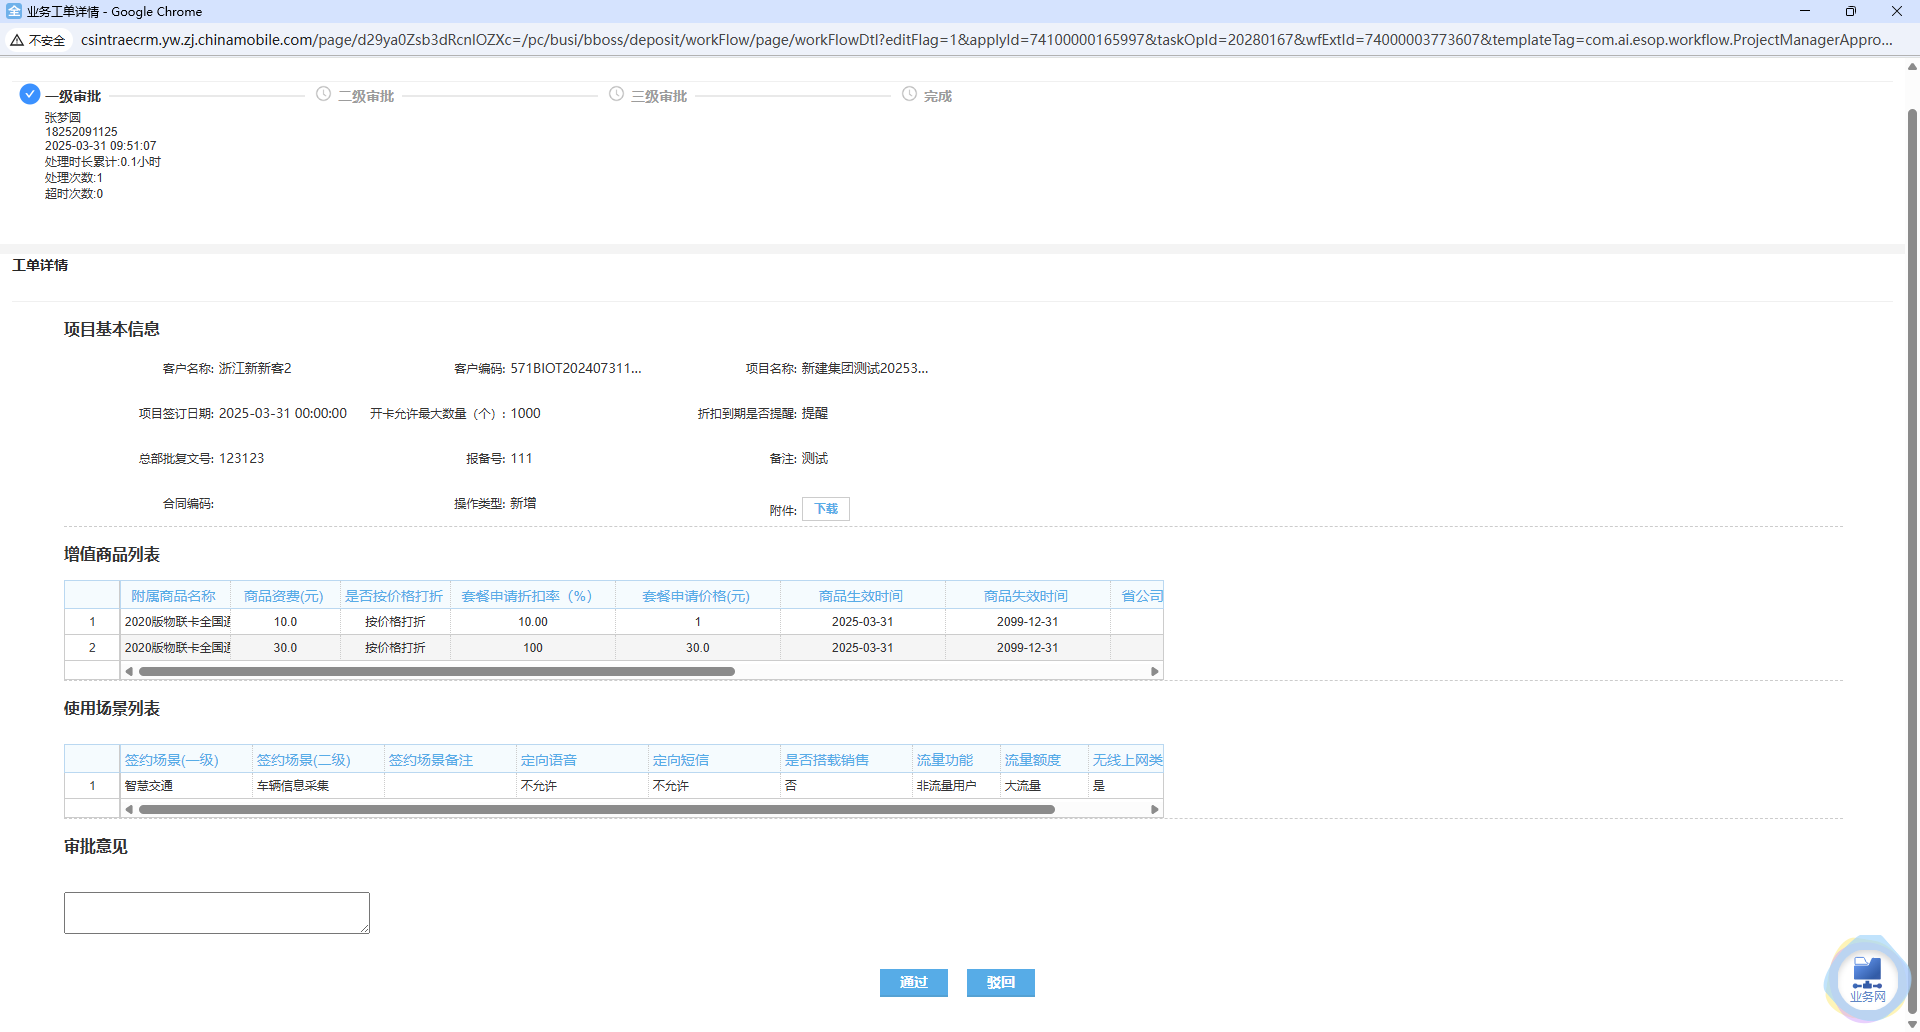 业务工单详情 - Google Chrome
不安全 csintraecrm.yw.zj.chinamobile.com/page/d29ya0Zsb3dRcnlOZXc=/pc/busi/bboss/deposit/workFlow/page/workFlowDtl?editFlag=1&applyId=74100000165997&taskOpId=20280167&wfExtId=74000003773607&templateTag=com.ai.esop.workflow.ProjectManagerAppro...
一级审批 二级审批 三级审批 完成
张梦圆
18252091125
2025-03-31 09:51:07
处理时长累计:0.1小时
处理次数:1
超时次数:0
工单详情
项目基本信息
客户名称: 浙江新新客2 客户编码: 571BIOT202407311... 项目名称: 新建集团测试20253...
项目签订日期: 2025-03-31 00:00:00 开卡允许最大数量（个）: 1000 折扣到期是否提醒: 提醒
总部批复文号: 123123 报备号: 111 备注: 测试
合同编码: 操作类型: 新增 附件: 下载
增值商品列表
附属商品名称 商品资费(元) 是否按价格打折 套餐申请折扣率（%） 套餐申请价格(元) 商品生效时间 商品失效时间 省公司
1 2020版物联卡全国 10.0 按价格打折 10.00 1 2025-03-31 2099-12-31
2 2020版物联卡全国 30.0 按价格打折 100 30.0 2025-03-31 2099-12-31
使用场景列表
签约场景(一级) 签约场景(二级) 签约场景备注 定向语音 定向短信 是否搭载销售 流量功能 流量额度 无线上网类
1 智慧交通 车辆信息采集 不允许 不允许 否 非流量用户 大流量 是
审批意见
通过 驳回
业务网